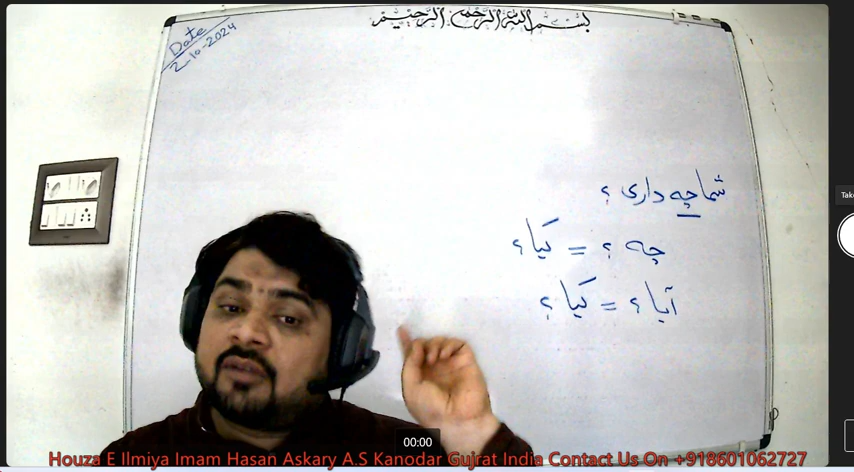 بسم الله الرحمن الرحیم
Date
2-10-2024
شما چه داری ؟
چه ؟ = کیا ؟
آیا ؟ = کیا ؟
00:00
Houza E Ilmiya Imam Hasan Askary A.S Kanodar Gujrat India Contact Us On +918601062727